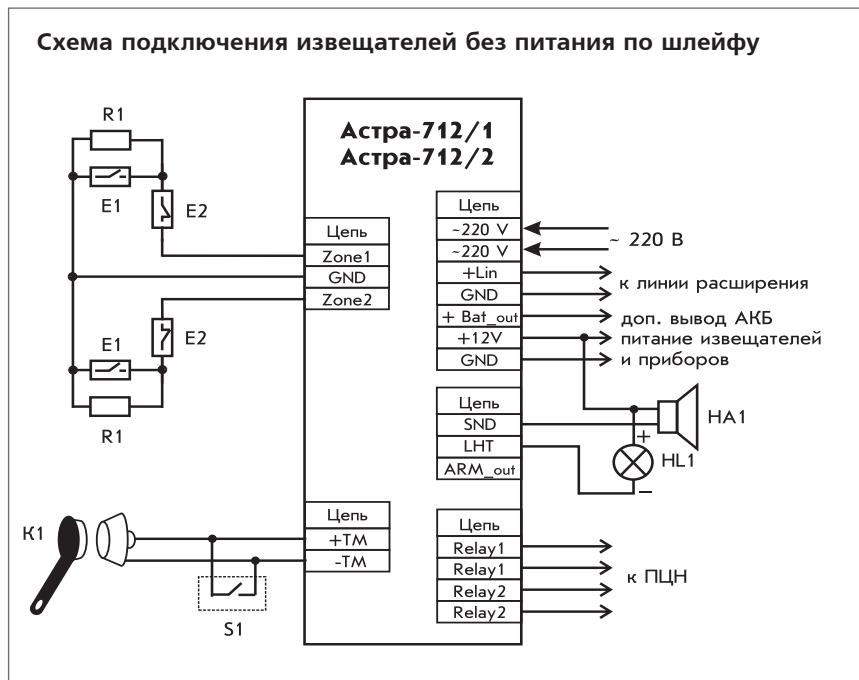 Схема подключения извещателей без питания по шлейфу
Астра-712/1
Астра-712/2
R1
E1
E2
Цепь
Zone1
GND
Zone2
E1
E2
R1
K1
S1
Цепь
+TM
-TM
Цепь
~220 V
~220 V
+Lin
GND
+ Bat_out
+12V
GND
~ 220 В
к линии расширения
доп. вывод АКБ
питание извещателей
и приборов
Цепь
SND
LHT
ARM_out
HA1
+
HL1
−
Цепь
Relay1
Relay1
Relay2
Relay2
к ПЦН